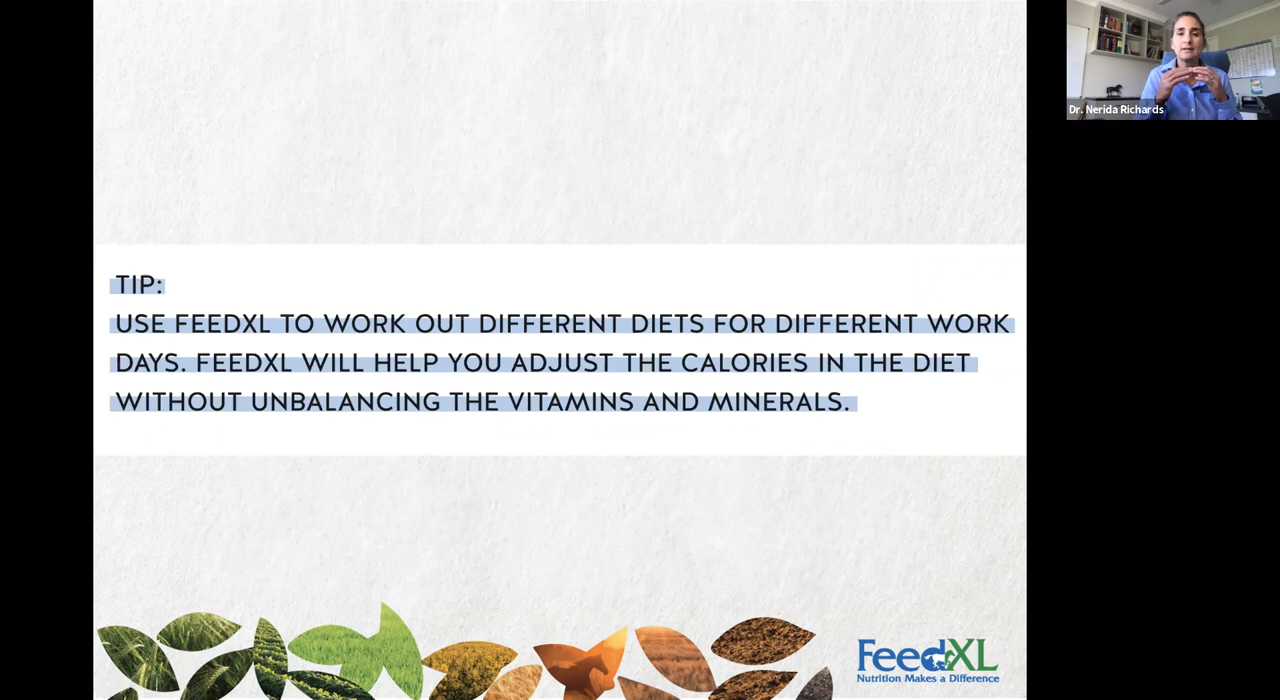 Dr. Nerida Richards
TIP:
USE FEEDXL TO WORK OUT DIFFERENT DIETS FOR DIFFERENT WORK
DAYS. FEEDXL WILL HELP YOU ADJUST THE CALORIES IN THE DIET
WITHOUT UNBALANCING THE VITAMINS AND MINERALS.
FeedXL
Nutrition Makes a Difference